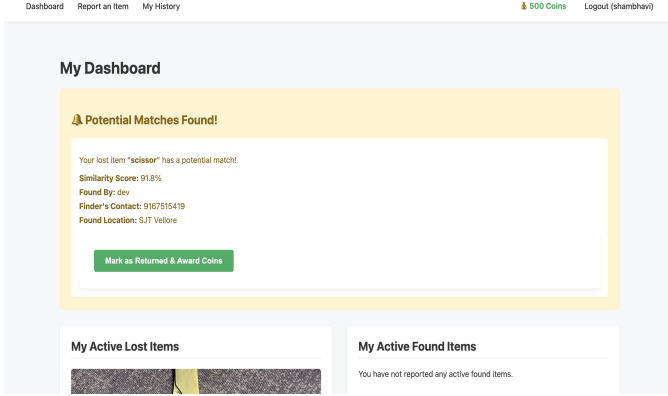 Dashboard Report an Item My History 500 Coins Logout (shambhavi)
My Dashboard
Potential Matches Found!
Your lost item "scissor" has a potential match!
Similarity Score: 91.8%
Found By: dev
Finder's Contact: 9167515419
Found Location: SJT Vellore
Mark as Returned & Award Coins
My Active Lost Items
My Active Found Items
You have not reported any active found items.